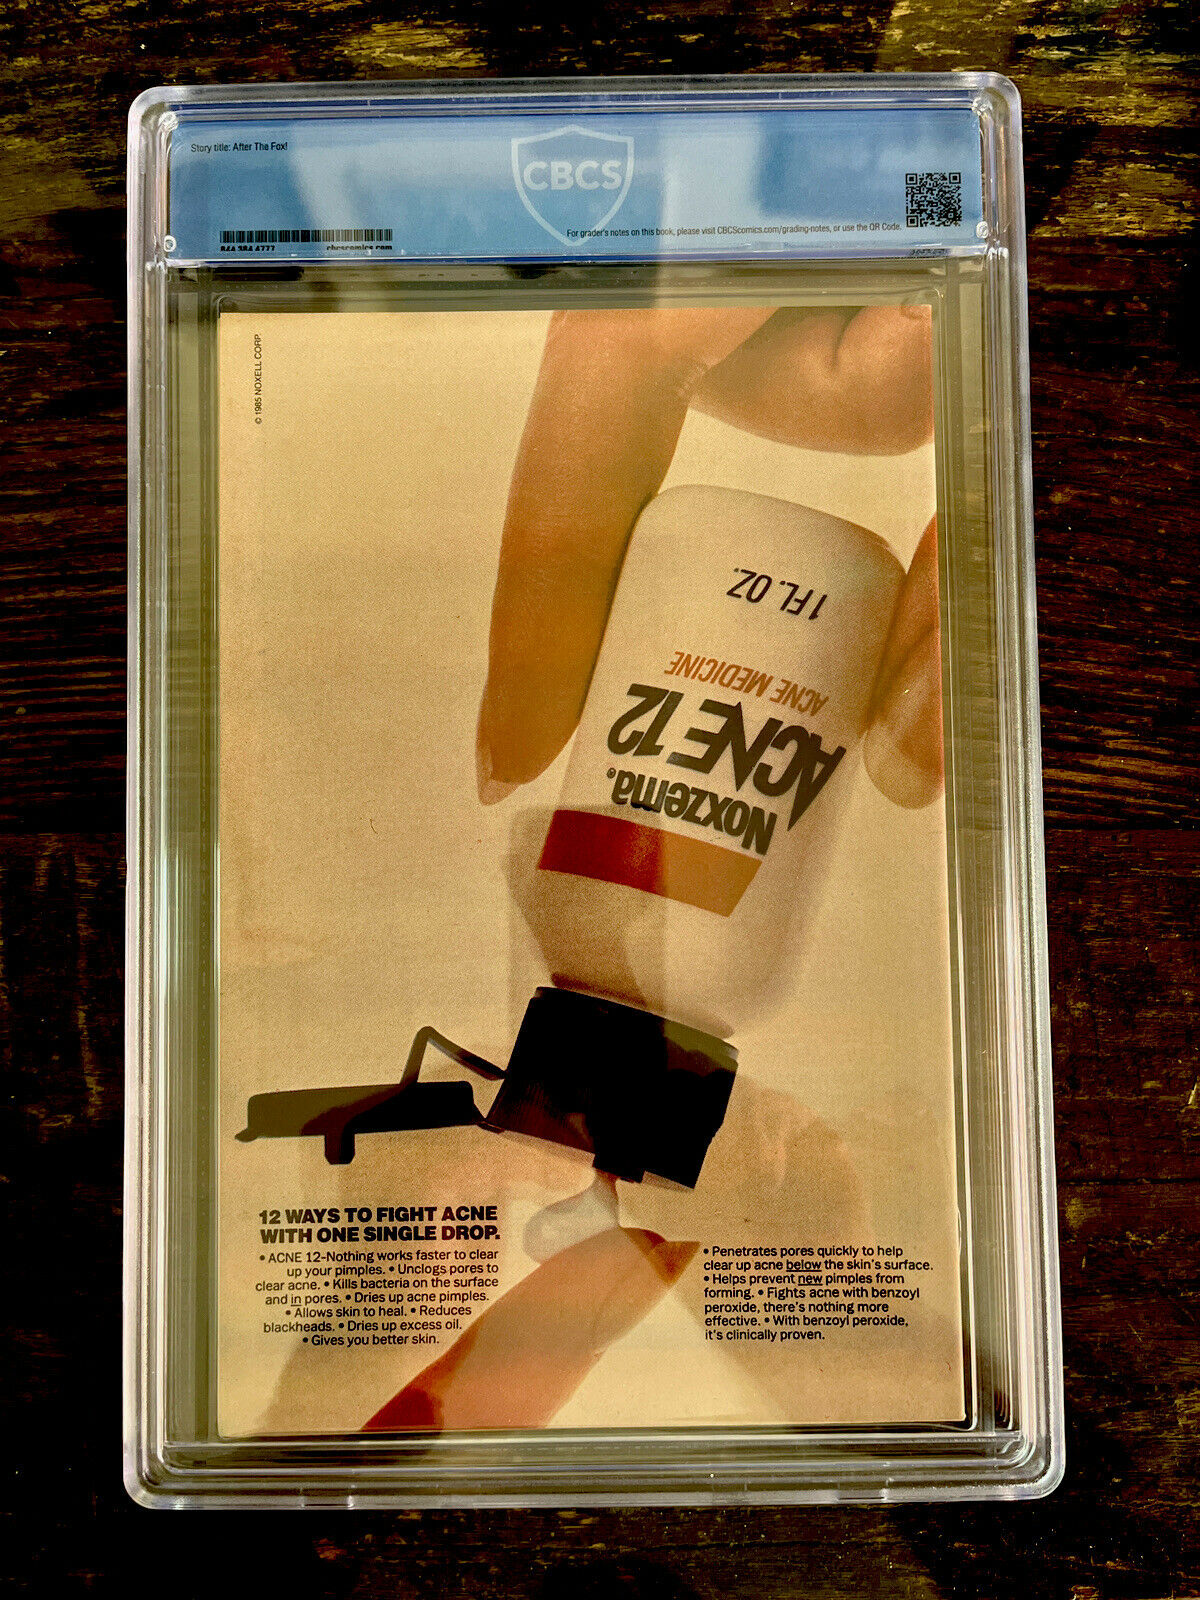 Story title: After The Fox!
CBCS
For grader's notes on this book, please visit CBCScomics.com/grading-notes, or use the QR Code.
844 384 4777 cbcscomics.com
© 1985 NOXELL CORP.
1 FL. OZ.
ACNE MEDICINE
ACNE 12
Noxzema®
12 WAYS TO FIGHT ACNE
WITH ONE SINGLE DROP.
• ACNE 12-Nothing works faster to clear
up your pimples. • Unclogs pores to
clear acne. • Kills bacteria on the surface
and in pores. • Dries up acne pimples.
• Allows skin to heal. • Reduces
blackheads. • Dries up excess oil.
• Gives you better skin.
• Penetrates pores quickly to help
clear up acne below the skin's surface.
• Helps prevent new pimples from
forming. • Fights acne with benzoyl
peroxide, there's nothing more
effective. • With benzoyl peroxide,
it's clinically proven.